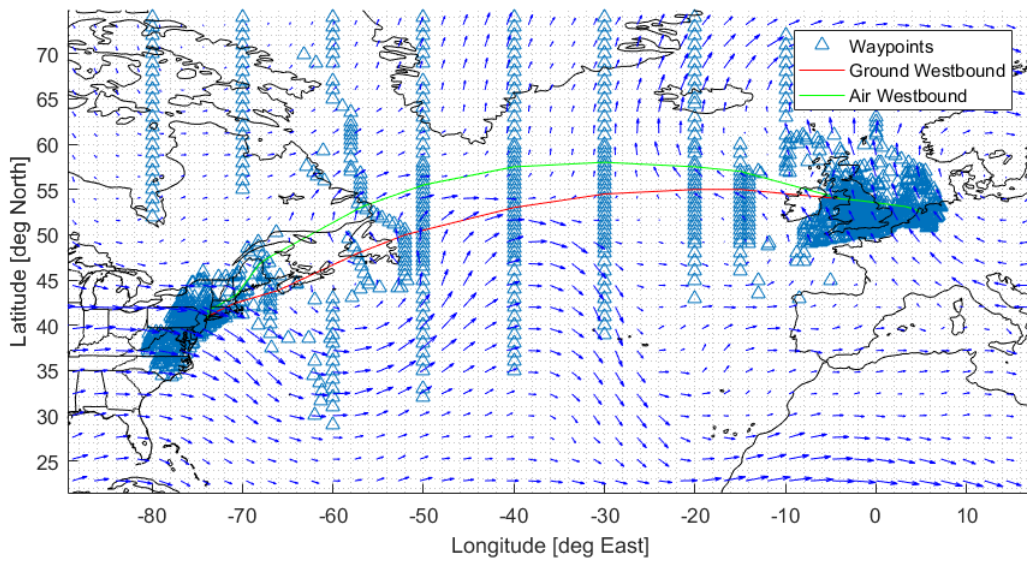 Waypoints
Ground Westbound
Air Westbound
70
65
60
55
50
45
40
35
30
25
Latitude [deg North]
-80 -70 -60 -50 -40 -30 -20 -10 0 10
Longitude [deg East]